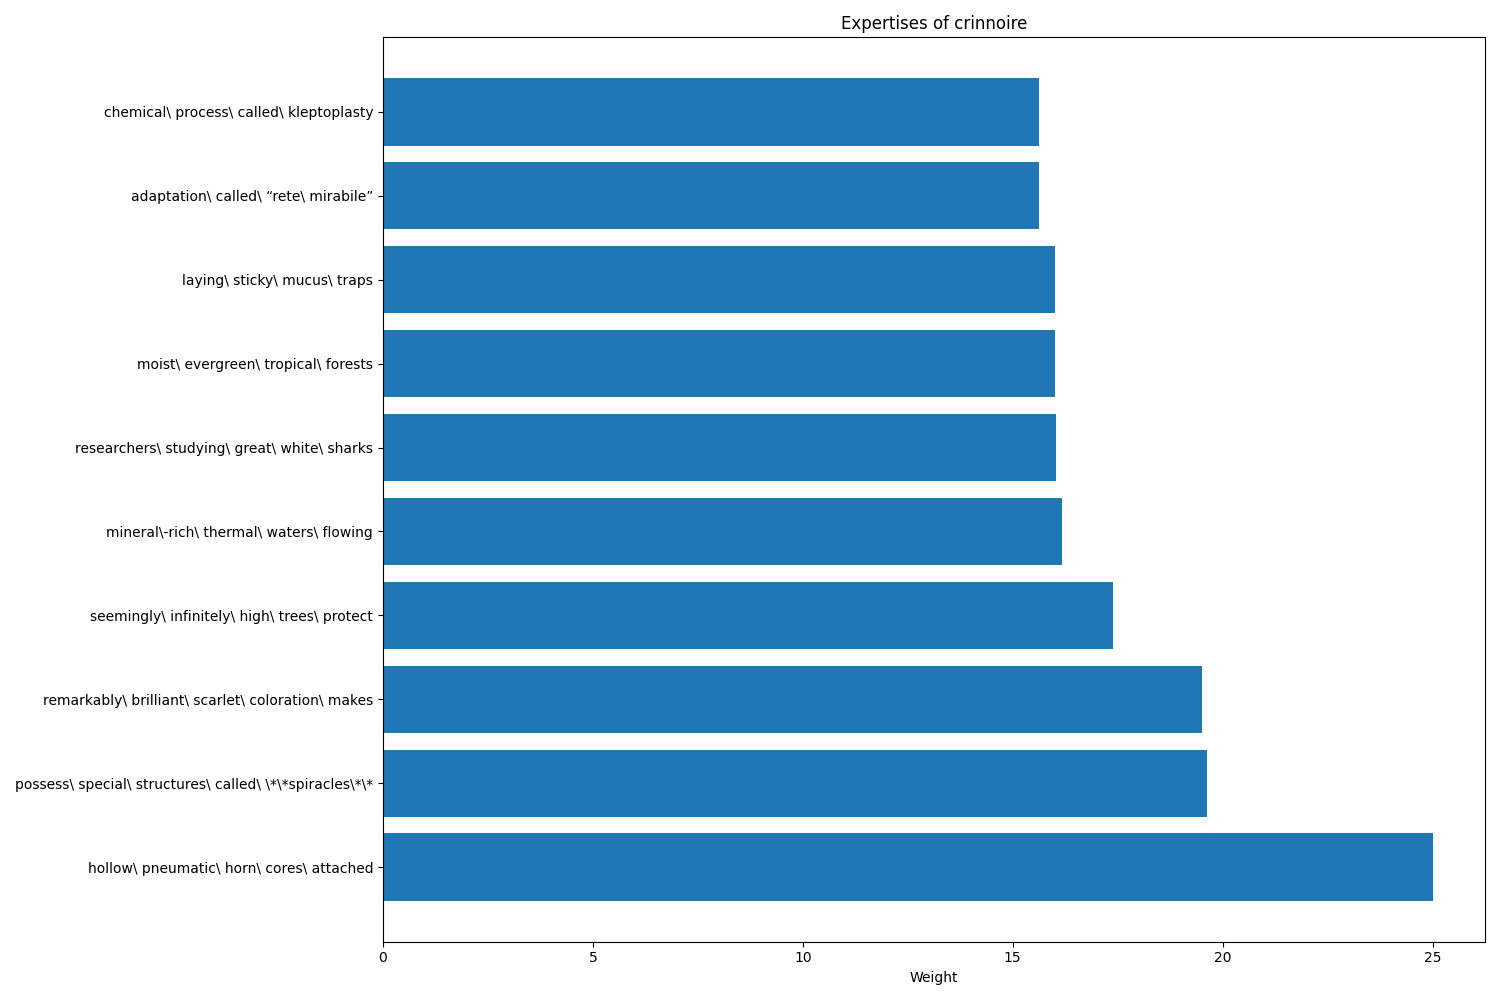 Expertises of crinnoire
chemical\ process\ called\ kleptoplasty
adaptation\ called\ “rete\ mirabile”
laying\ sticky\ mucus\ traps
moist\ evergreen\ tropical\ forests
researchers\ studying\ great\ white\ sharks
mineral\-rich\ thermal\ waters\ flowing
seemingly\ infinitely\ high\ trees\ protect
remarkably\ brilliant\ scarlet\ coloration\ makes
possess\ special\ structures\ called\ \*\*spiracles\*\*
hollow\ pneumatic\ horn\ cores\ attached
0 5 10 15 20 25
Weight